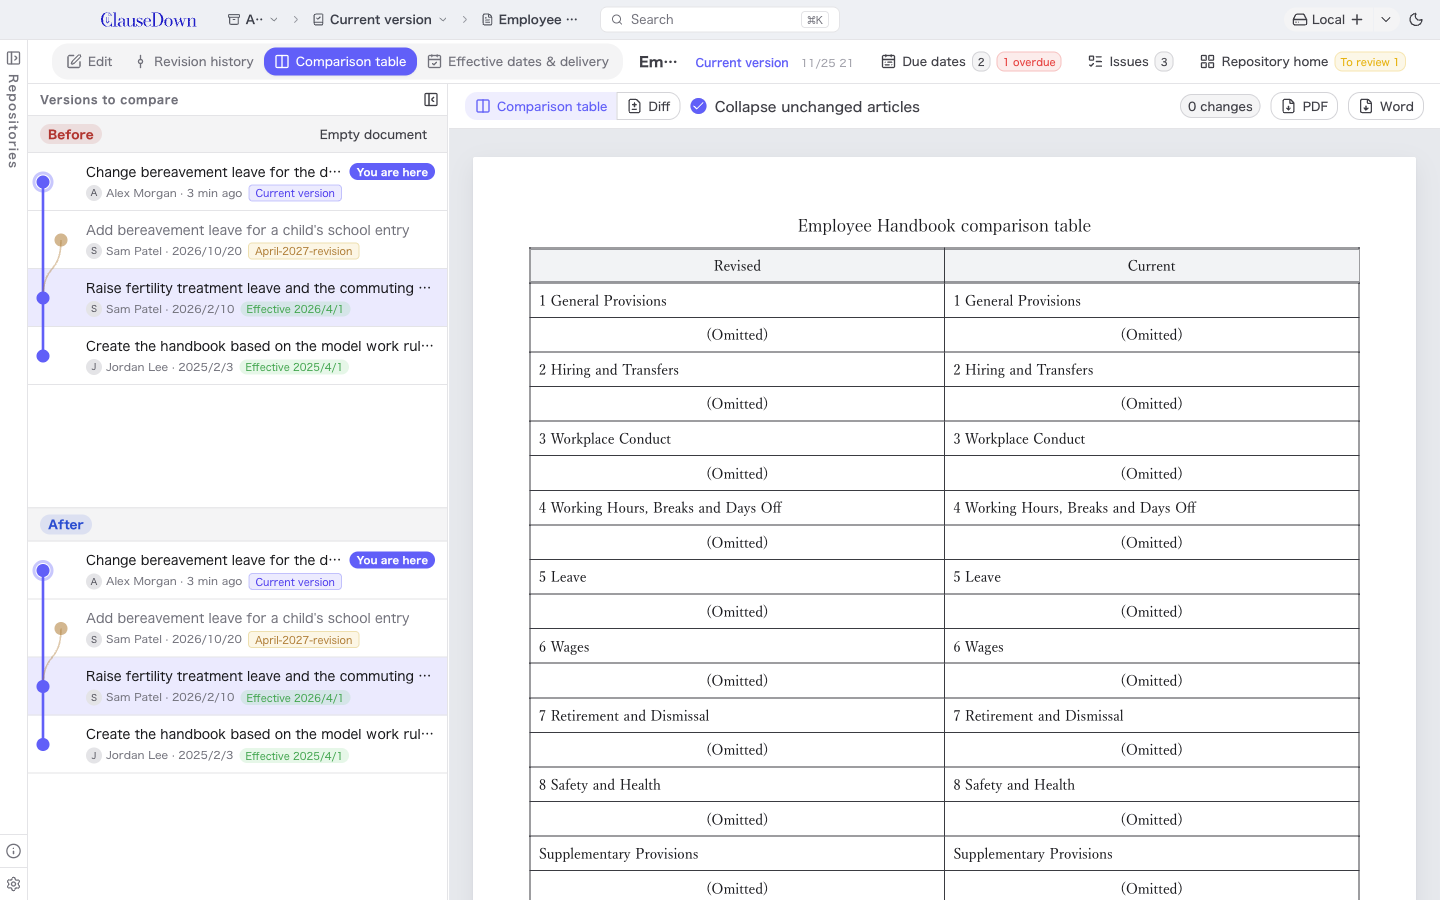 ClauseDown
A··
Current version
Employee ···
Search
⌘K
Local
Repositories
Edit
Revision history
Comparison table
Effective dates & delivery
Em···
Current version
11/25 21
Due dates
2
1 overdue
Issues
3
Repository home
To review 1
Versions to compare
Before
Empty document
Change bereavement leave for the d···
You are here
A
Alex Morgan · 3 min ago
Current version
Add bereavement leave for a child's school entry
S
Sam Patel · 2026/10/20
April-2027-revision
Raise fertility treatment leave and the commuting ···
S
Sam Patel · 2026/2/10
Effective 2026/4/1
Create the handbook based on the model work rul···
J
Jordan Lee · 2025/2/3
Effective 2025/4/1
After
Change bereavement leave for the d···
You are here
A
Alex Morgan · 3 min ago
Current version
Add bereavement leave for a child's school entry
S
Sam Patel · 2026/10/20
April-2027-revision
Raise fertility treatment leave and the commuting ···
S
Sam Patel · 2026/2/10
Effective 2026/4/1
Create the handbook based on the model work rul···
J
Jordan Lee · 2025/2/3
Effective 2025/4/1
Comparison table
Diff
Collapse unchanged articles
0 changes
PDF
Word
Employee Handbook comparison table
Revised
Current
1 General Provisions
1 General Provisions
(Omitted)
(Omitted)
2 Hiring and Transfers
2 Hiring and Transfers
(Omitted)
(Omitted)
3 Workplace Conduct
3 Workplace Conduct
(Omitted)
(Omitted)
4 Working Hours, Breaks and Days Off
4 Working Hours, Breaks and Days Off
(Omitted)
(Omitted)
5 Leave
5 Leave
(Omitted)
(Omitted)
6 Wages
6 Wages
(Omitted)
(Omitted)
7 Retirement and Dismissal
7 Retirement and Dismissal
(Omitted)
(Omitted)
8 Safety and Health
8 Safety and Health
(Omitted)
(Omitted)
Supplementary Provisions
Supplementary Provisions
(Omitted)
(Omitted)